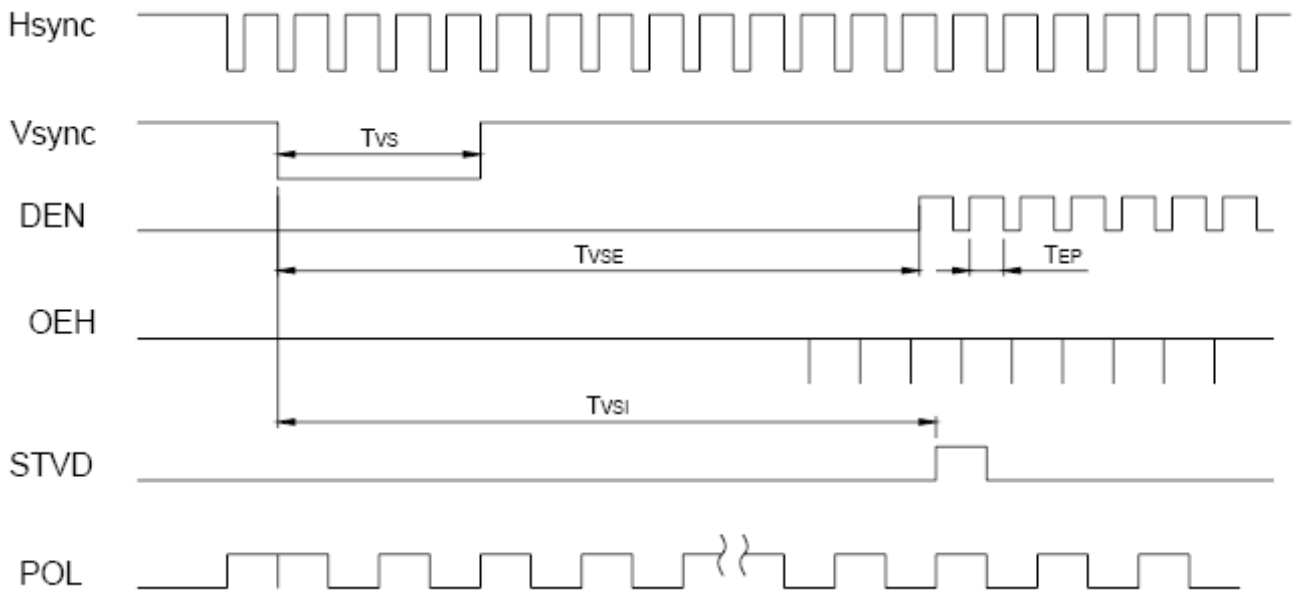 Hsync
Vsync
TVS
DEN
TVSE
TEP
OEH
TVSI
STVD
POL